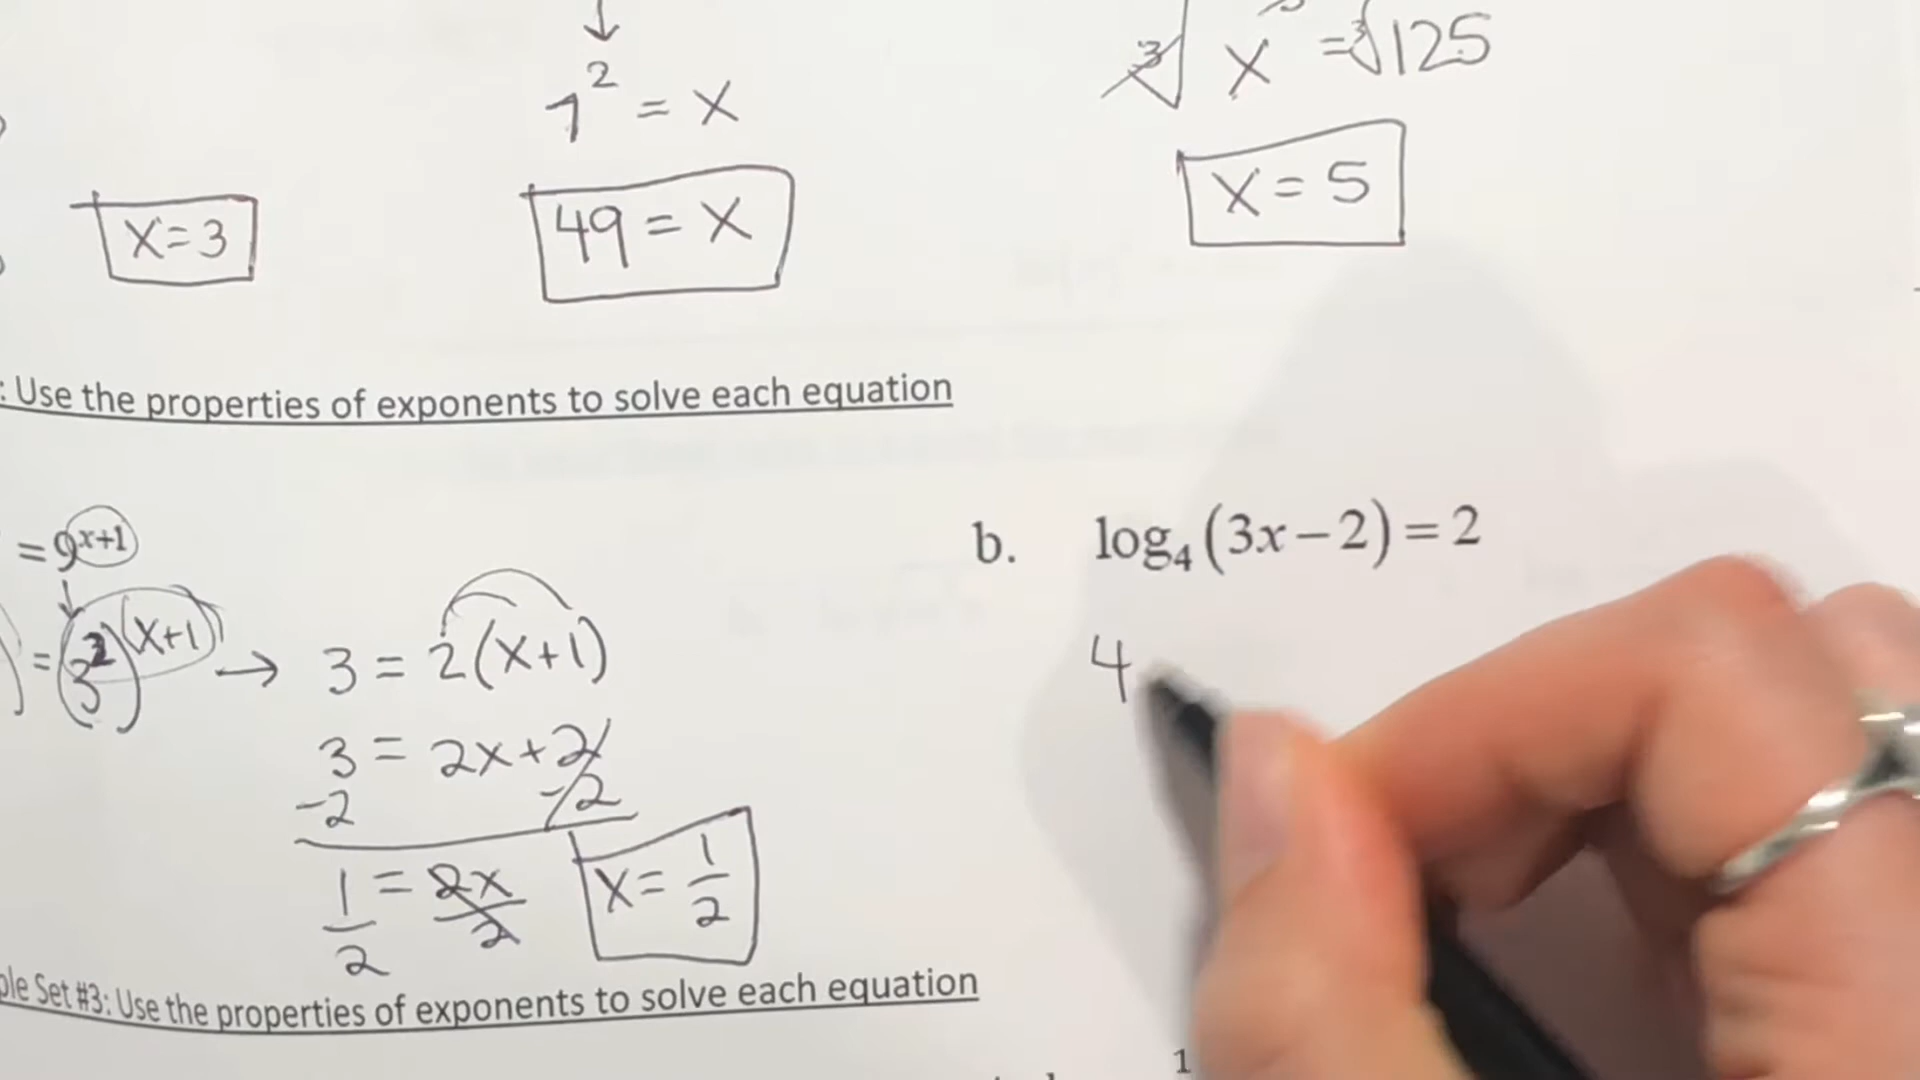 7² = x
∛x³ = ∛125
x=3
49 = x
x = 5
: Use the properties of exponents to solve each equation
= 9^(x+1)
b. log₄(3x−2)=2
= (3²)^(x+1) → 3 = 2(x+1)
4
3 = 2x+2
-2 -2
1/2 = 2x/2
x = 1/2
ple Set #3: Use the properties of exponents to solve each equation
1